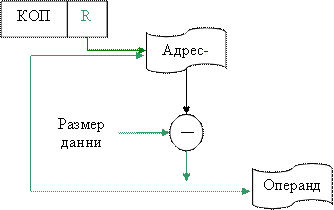 КОП R
Адрес-
Размер
данни
—
Операнд